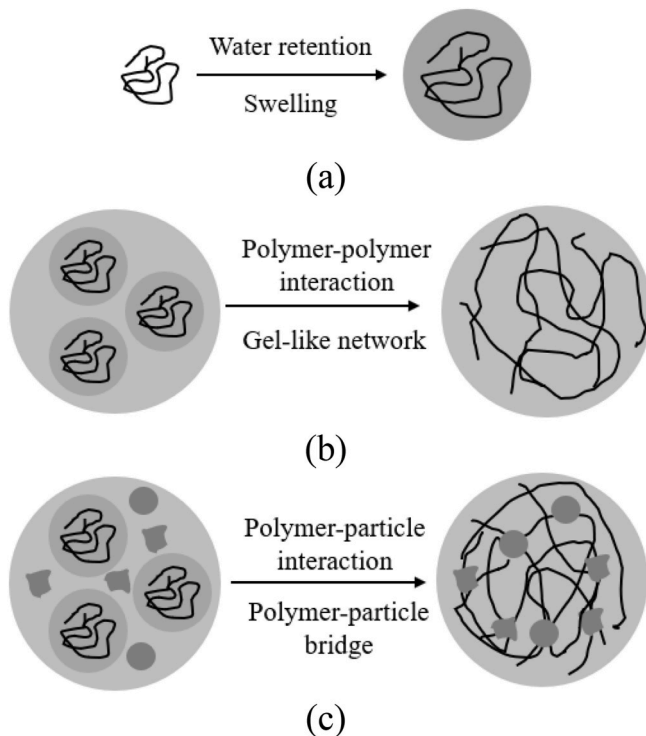 Water retention
Swelling
(a)
Polymer-polymer
interaction
Gel-like network
(b)
Polymer-particle
interaction
Polymer-particle
bridge
(c)